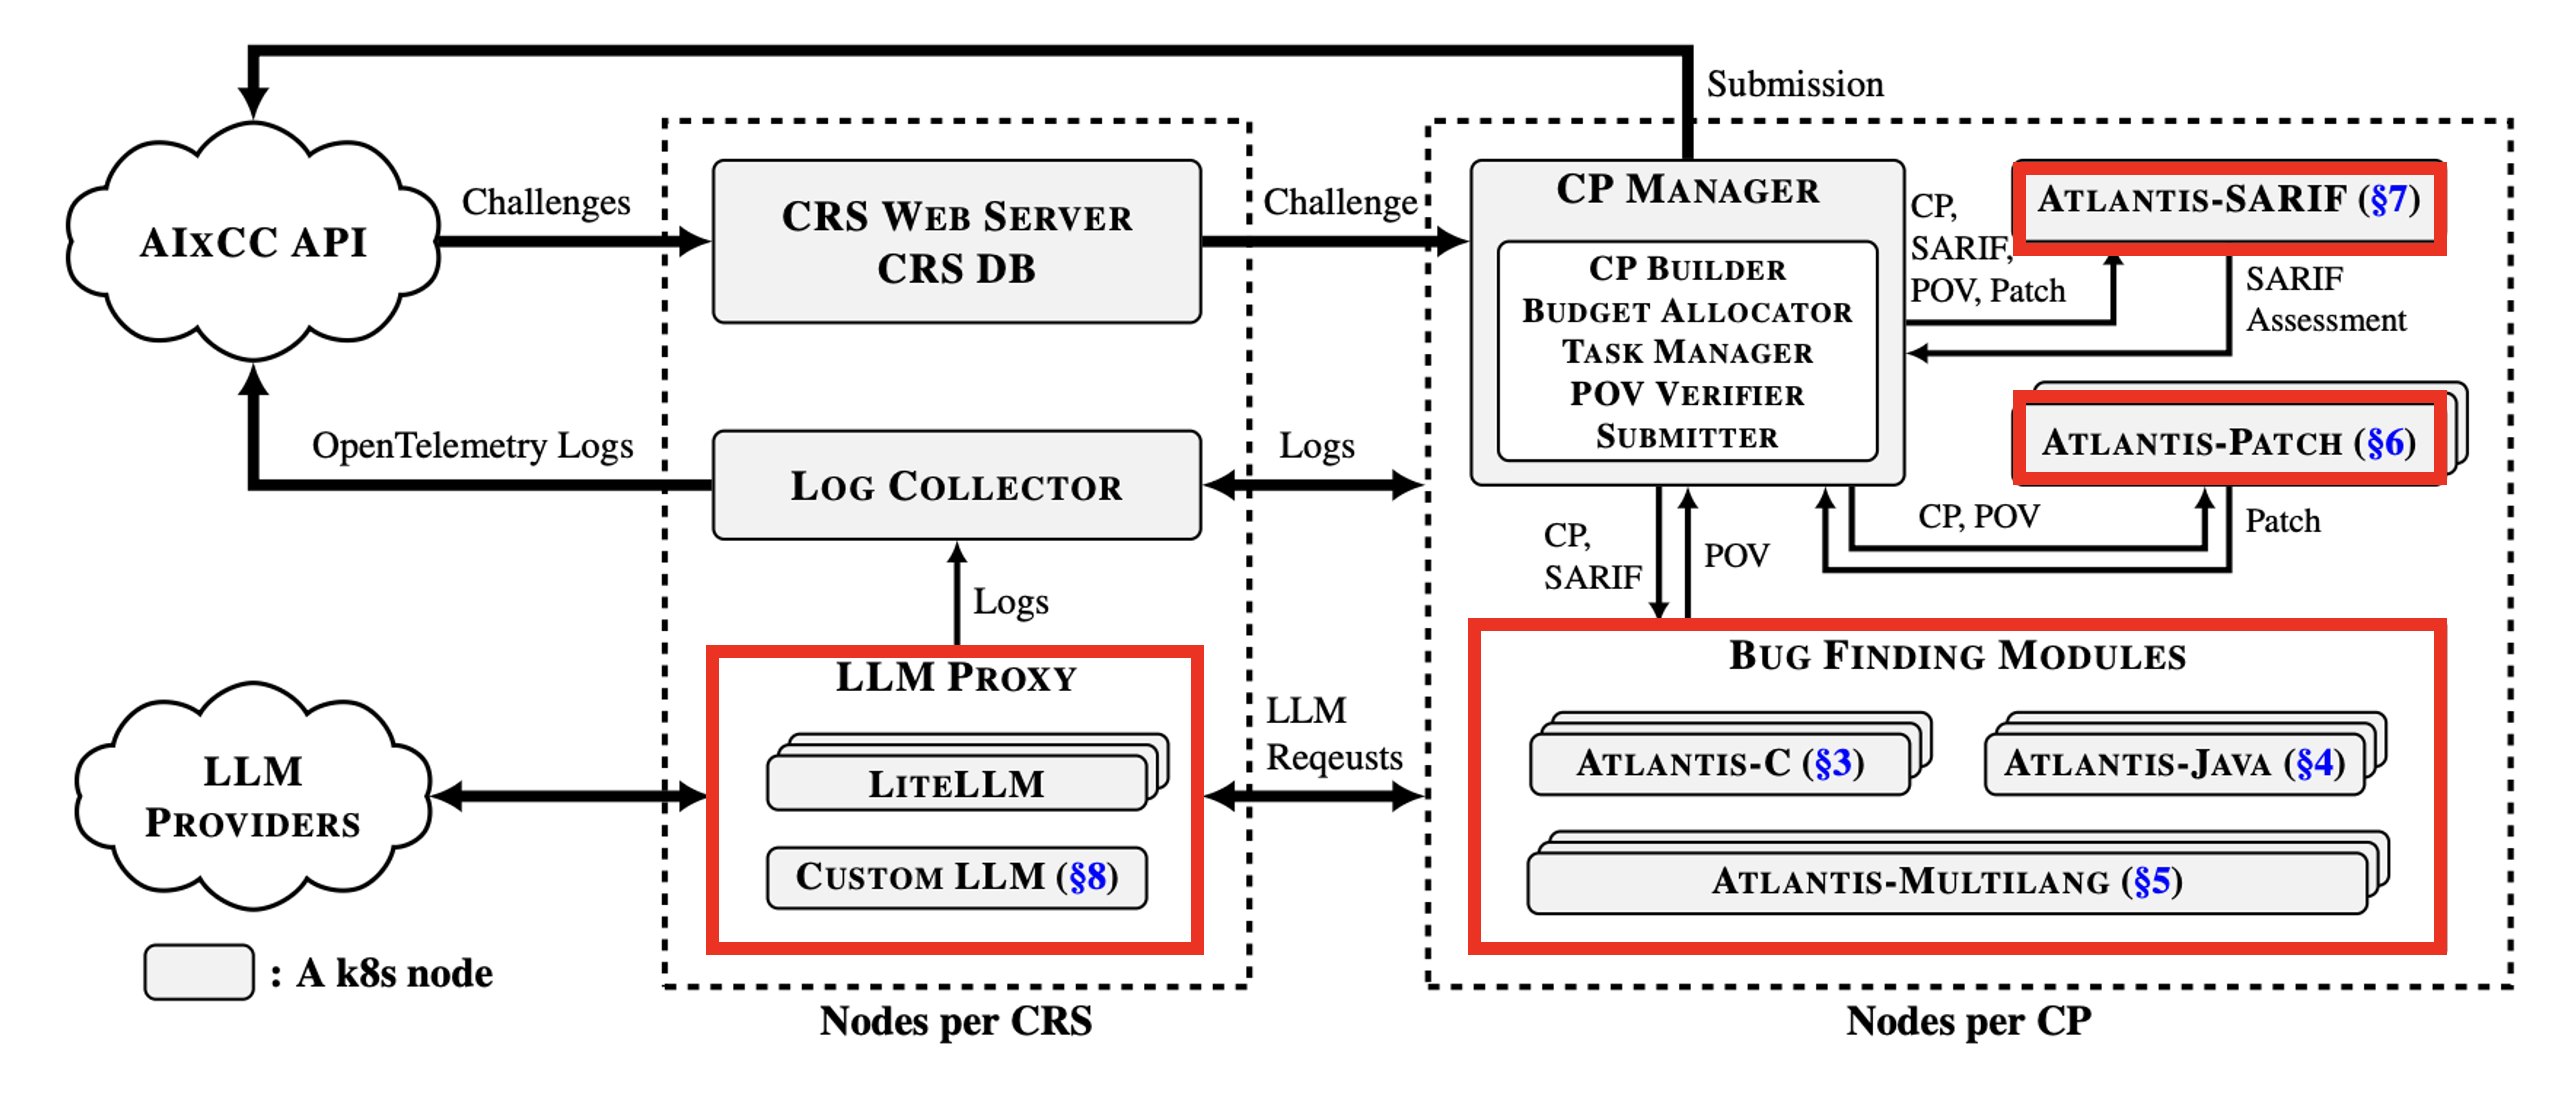 Submission
AIXCC API
Challenges
CRS WEB SERVER
CRS DB
Challenge
CP MANAGER
CP BUILDER
BUDGET ALLOCATOR
TASK MANAGER
POV VERIFIER
SUBMITTER
CP,
SARIF,
POV, Patch
ATLANTIS-SARIF (§7)
SARIF
Assessment
OpenTelemetry Logs
LOG COLLECTOR
Logs
ATLANTIS-PATCH (§6)
CP, POV
Patch
CP,
SARIF
POV
Logs
LLM PROXY
LITELLM
CUSTOM LLM (§8)
LLM
Reqeusts
LLM
PROVIDERS
BUG FINDING MODULES
ATLANTIS-C (§3)
ATLANTIS-JAVA (§4)
ATLANTIS-MULTILANG (§5)
: A k8s node
Nodes per CRS
Nodes per CP